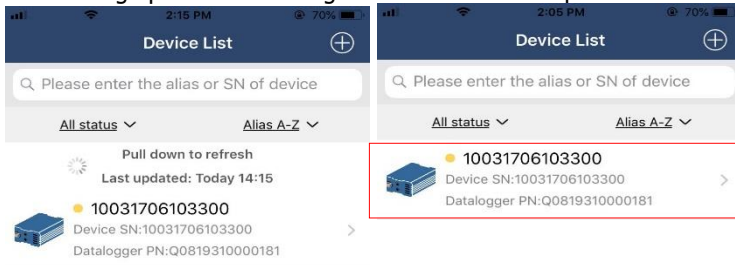 2:15 PM
70%
Device List
Please enter the alias or SN of device
All status
Alias A-Z
Pull down to refresh
Last updated: Today 14:15
10031706103300
Device SN:10031706103300
Datalogger PN:Q0819310000181
2:05 PM
70%
Device List
Please enter the alias or SN of device
All status
Alias A-Z
10031706103300
Device SN:10031706103300
Datalogger PN:Q0819310000181